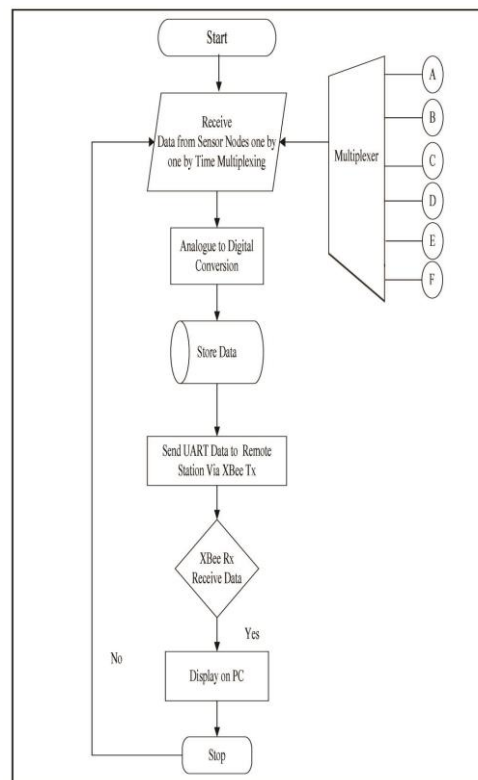 Start
Receive
Data from Sensor Nodes one by
one by Time Multiplexing
Multiplexer
A
B
C
D
E
F
Analogue to Digital
Conversion
Store Data
Send UART Data to Remote
Station Via XBee Tx
XBee Rx
Receive Data
Yes
No
Display on PC
Stop